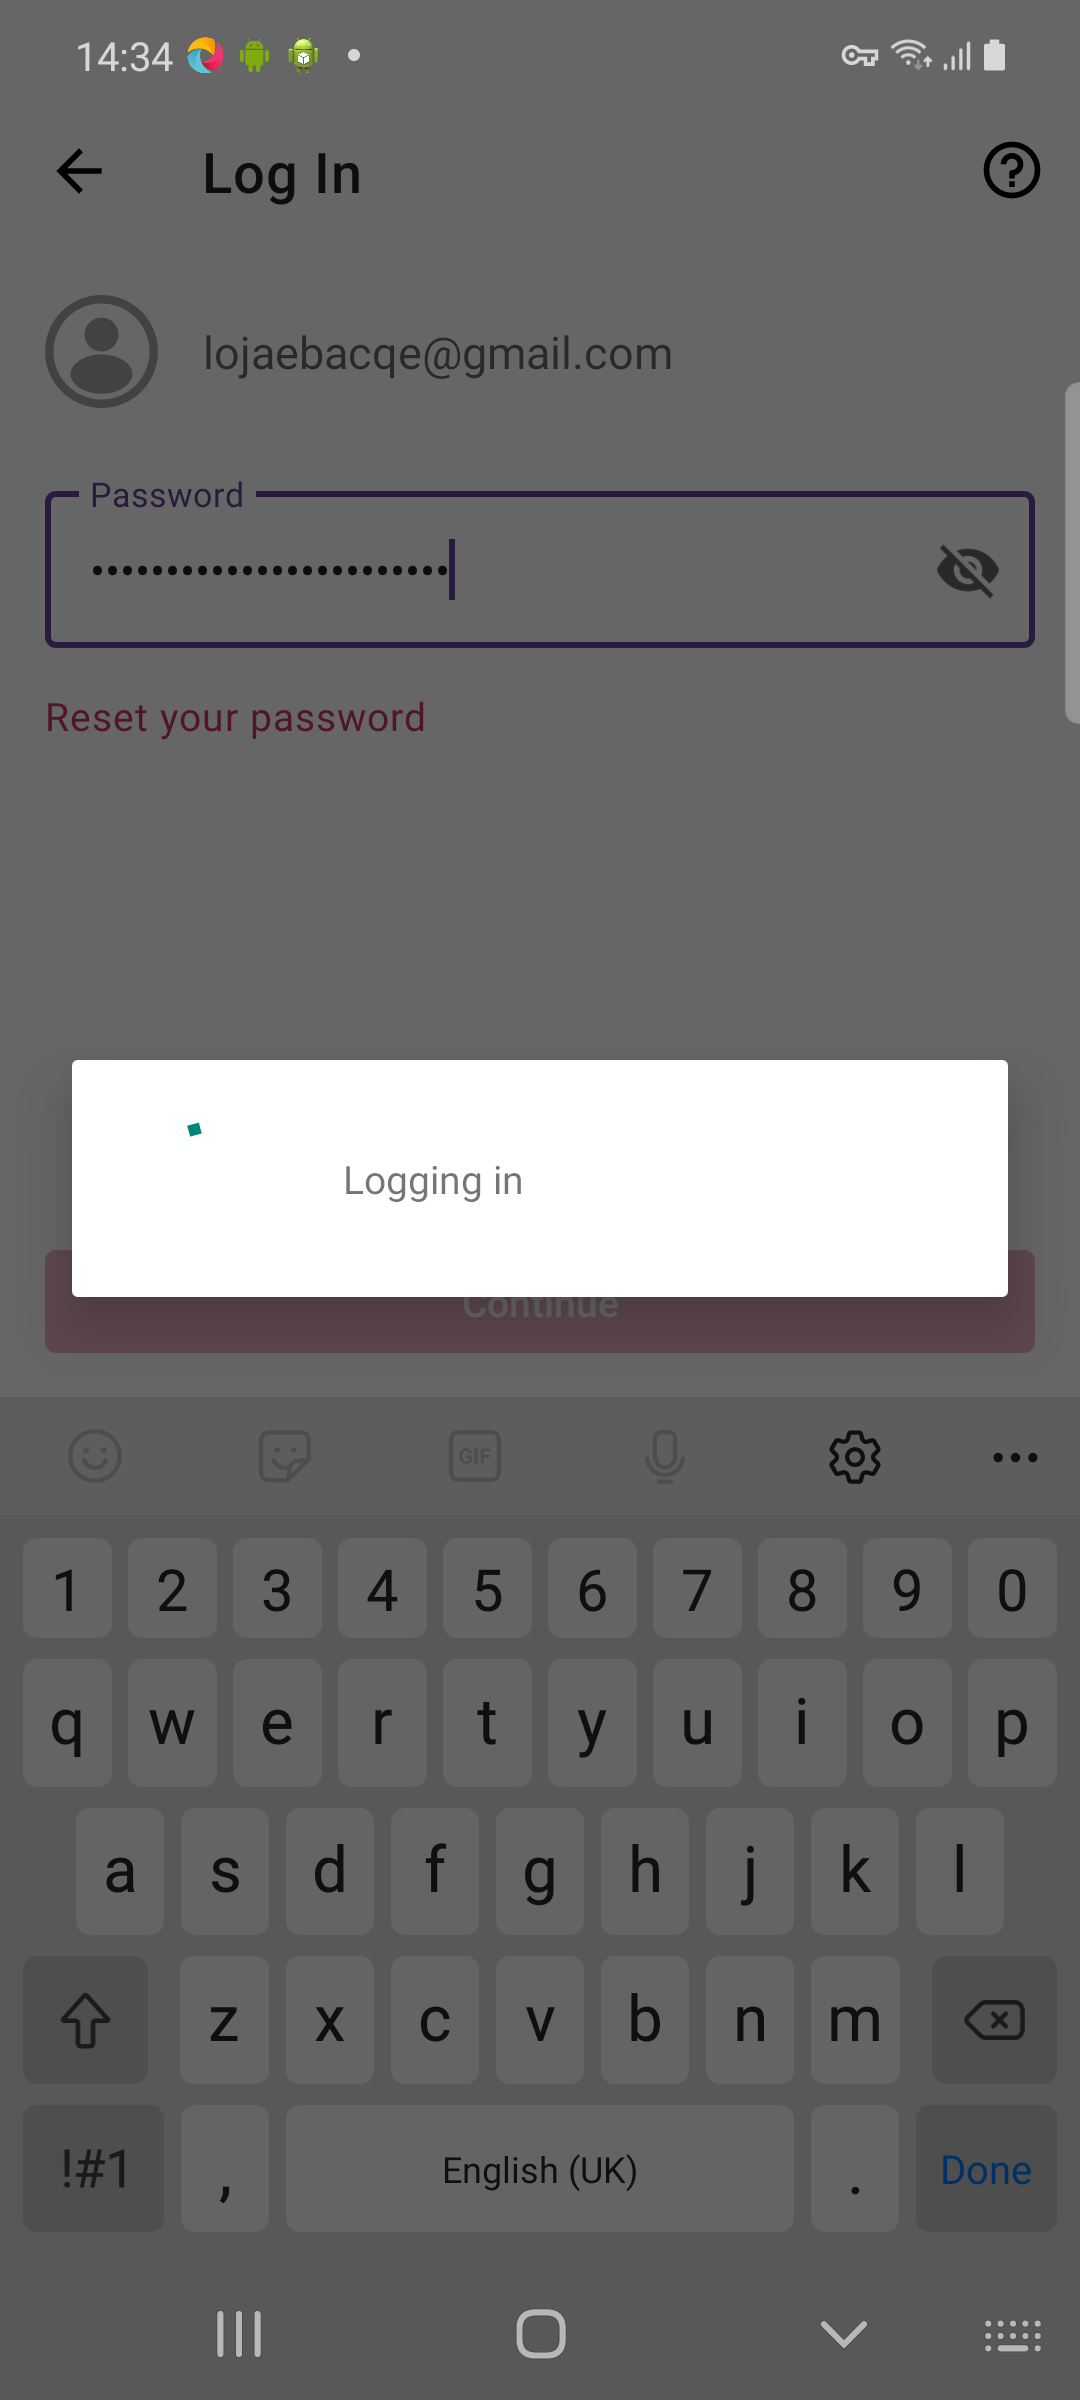 14:34
Log In
lojaebacqe@gmail.com
Password
••••••••••••••••••••••••
Reset your password
Logging in
Continue
GIF
1 2 3 4 5 6 7 8 9 0
q w e r t y u i o p
a s d f g h j k l
z x c v b n m
!#1 , English (UK) . Done